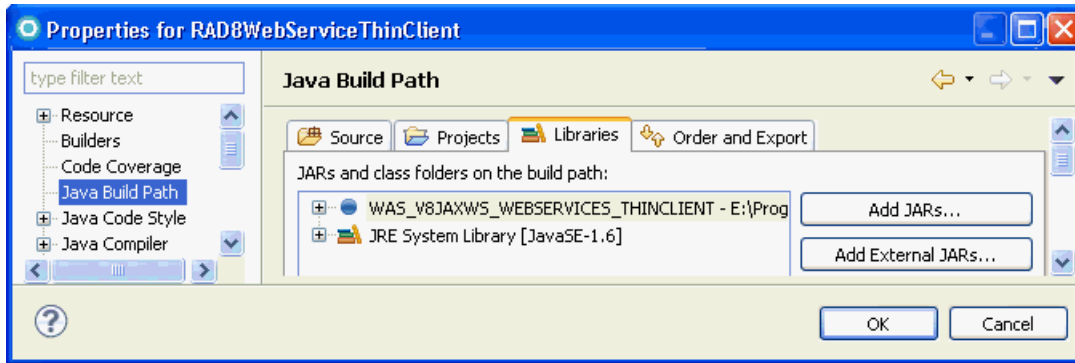 Properties for RAD8WebServiceThinClient
type filter text
Resource
Builders
Code Coverage
Java Build Path
Java Code Style
Java Compiler
Java Build Path
Source Projects Libraries Order and Export
JARs and class folders on the build path:
WAS_V8JAXWS_WEBSERVICES_THINCLIENT - E:\Prog
JRE System Library [JavaSE-1.6]
Add JARs...
Add External JARs...
?
OK Cancel